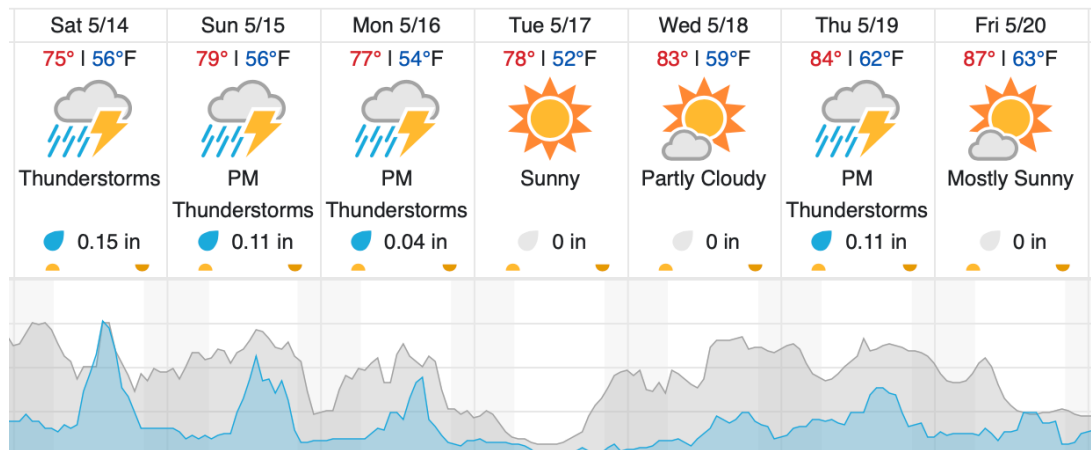 Sat 5/14 Sun 5/15 Mon 5/16 Tue 5/17 Wed 5/18 Thu 5/19 Fri 5/20
75° | 56°F 79° | 56°F 77° | 54°F 78° | 52°F 83° | 59°F 84° | 62°F 87° | 63°F
Thunderstorms PM PM Sunny Partly Cloudy PM Mostly Sunny
Thunderstorms Thunderstorms Thunderstorms
0.15 in 0.11 in 0.04 in 0 in 0 in 0.11 in 0 in